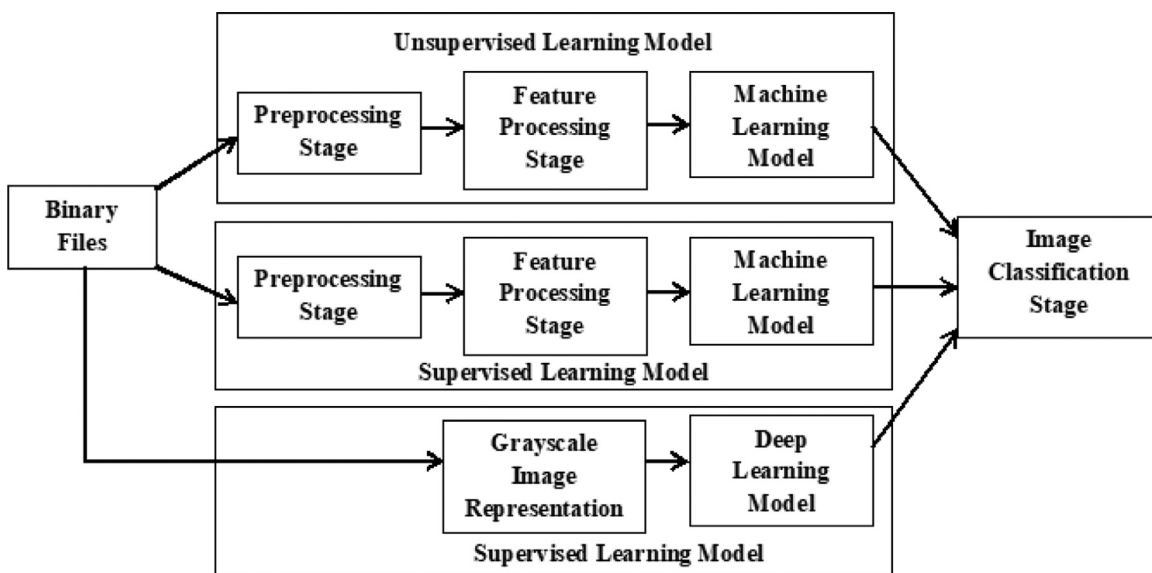 Unsupervised Learning Model
Preprocessing
Stage
Feature
Processing
Stage
Machine
Learning
Model
Binary
Files
Preprocessing
Stage
Feature
Processing
Stage
Machine
Learning
Model
Supervised Learning Model
Image
Classification
Stage
Grayscale
Image
Representation
Deep
Learning
Model
Supervised Learning Model